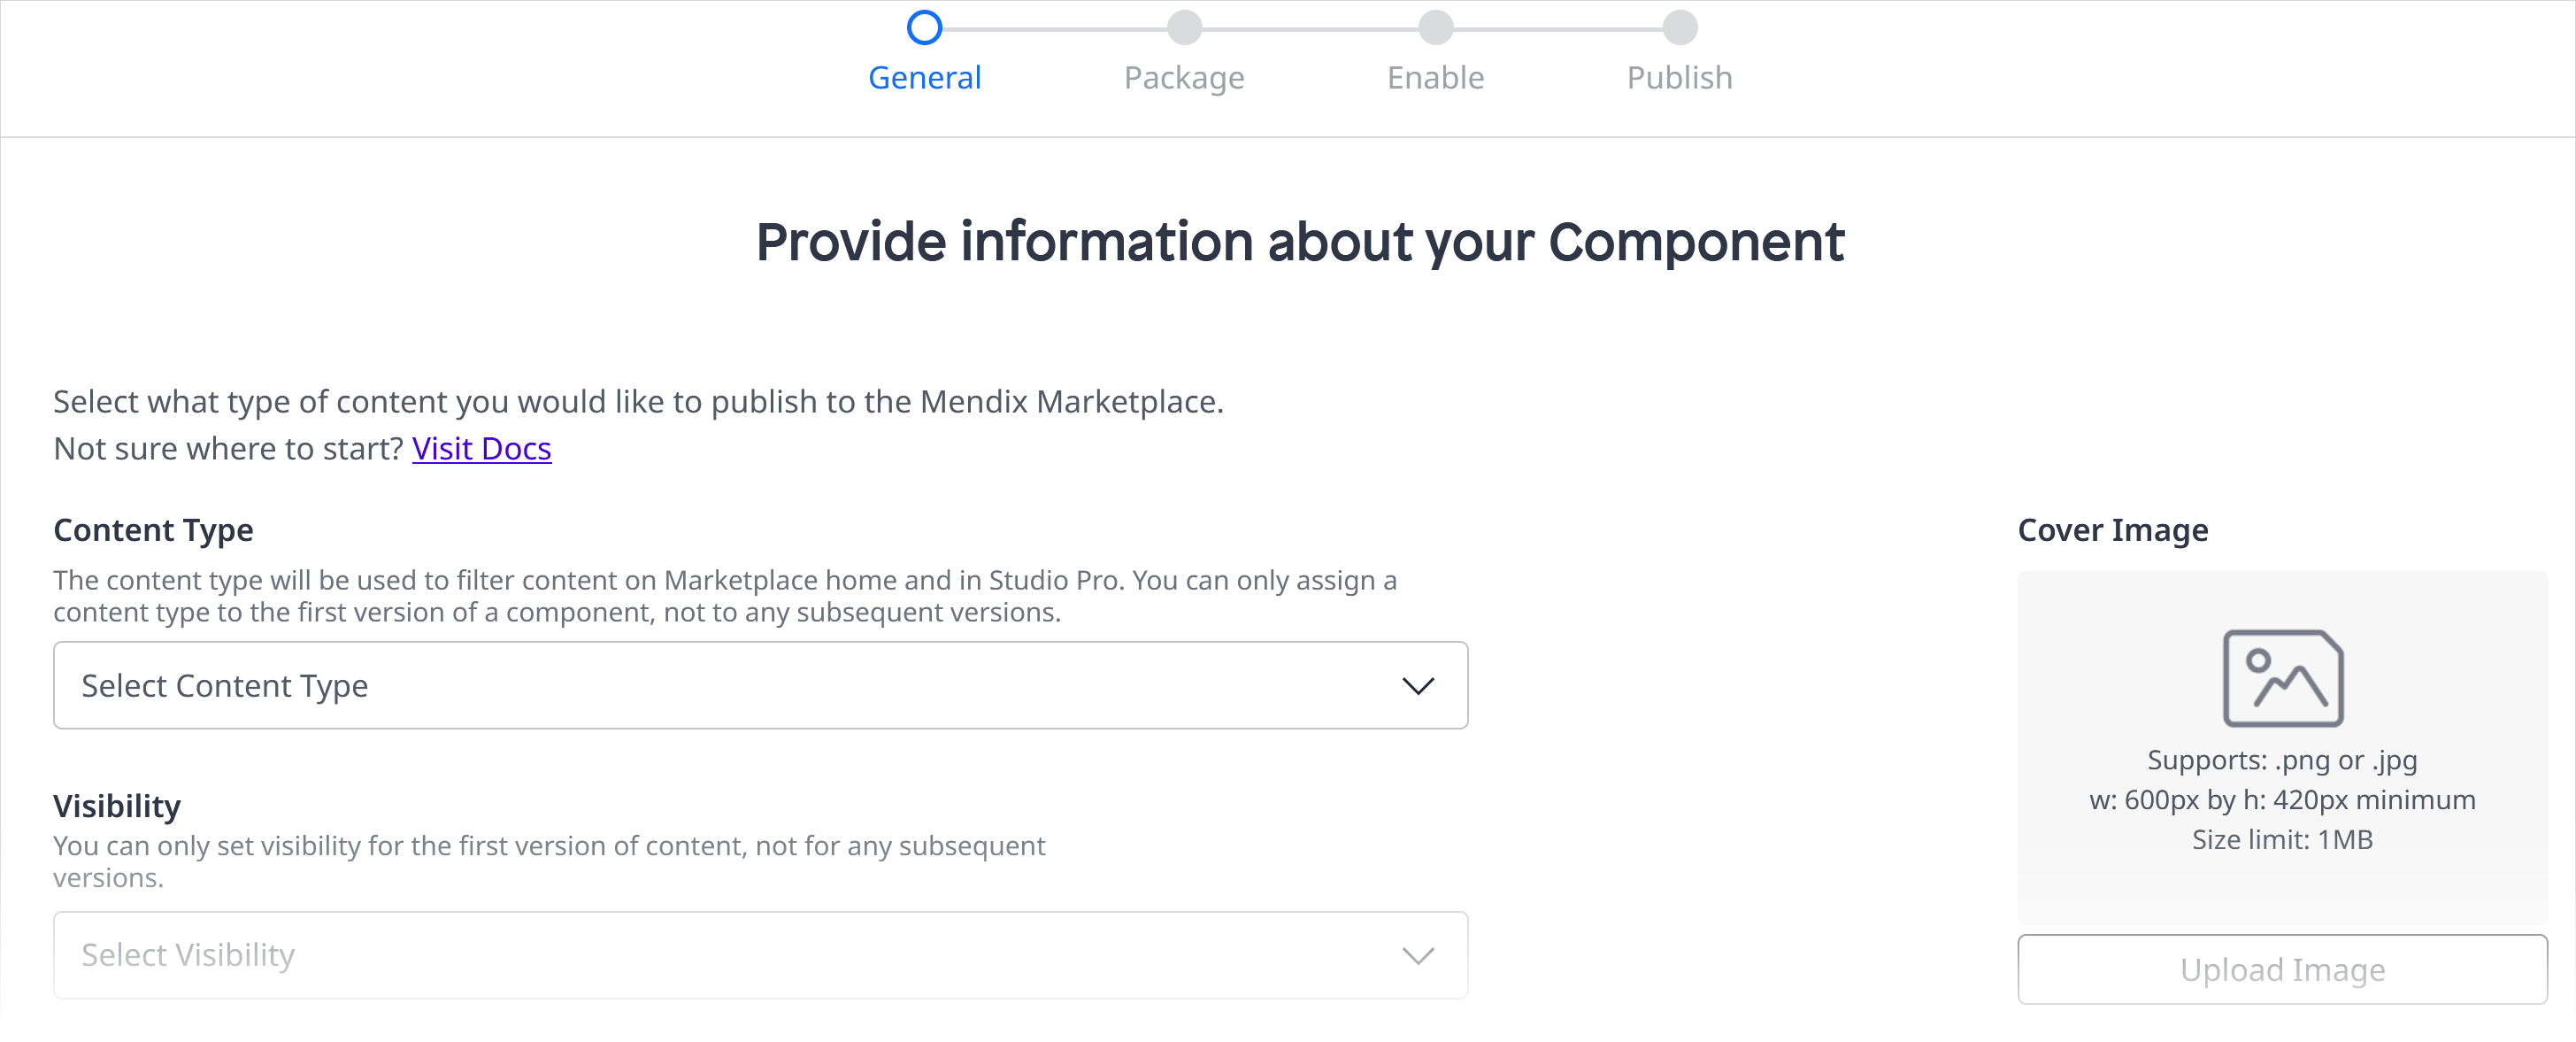 General
Package
Enable
Publish
Provide information about your Component
Select what type of content you would like to publish to the Mendix Marketplace.
Not sure where to start? Visit Docs
Content Type
The content type will be used to filter content on Marketplace home and in Studio Pro. You can only assign a
content type to the first version of a component, not to any subsequent versions.
Select Content Type
Visibility
You can only set visibility for the first version of content, not for any subsequent
versions.
Select Visibility
Cover Image
Supports: .png or .jpg
w: 600px by h: 420px minimum
Size limit: 1MB
Upload Image